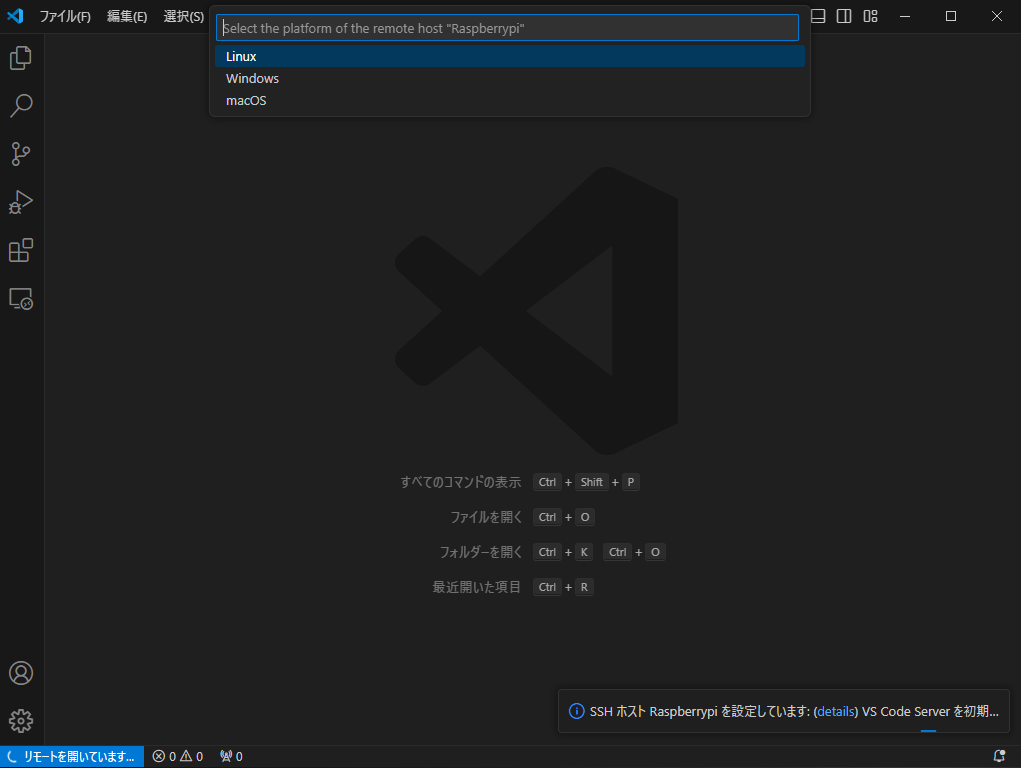 ファイル(F) 編集(E) 選択(S)
Select the platform of the remote host "Raspberrypi"
Linux
Windows
macOS
すべてのコマンドの表示 Ctrl + Shift + P
ファイルを開く Ctrl + O
フォルダーを開く Ctrl + K Ctrl + O
最近開いた項目 Ctrl + R
SSH ホスト Raspberrypi を設定しています: (details) VS Code Server を初期...
リモートを開いています... 0 0 0